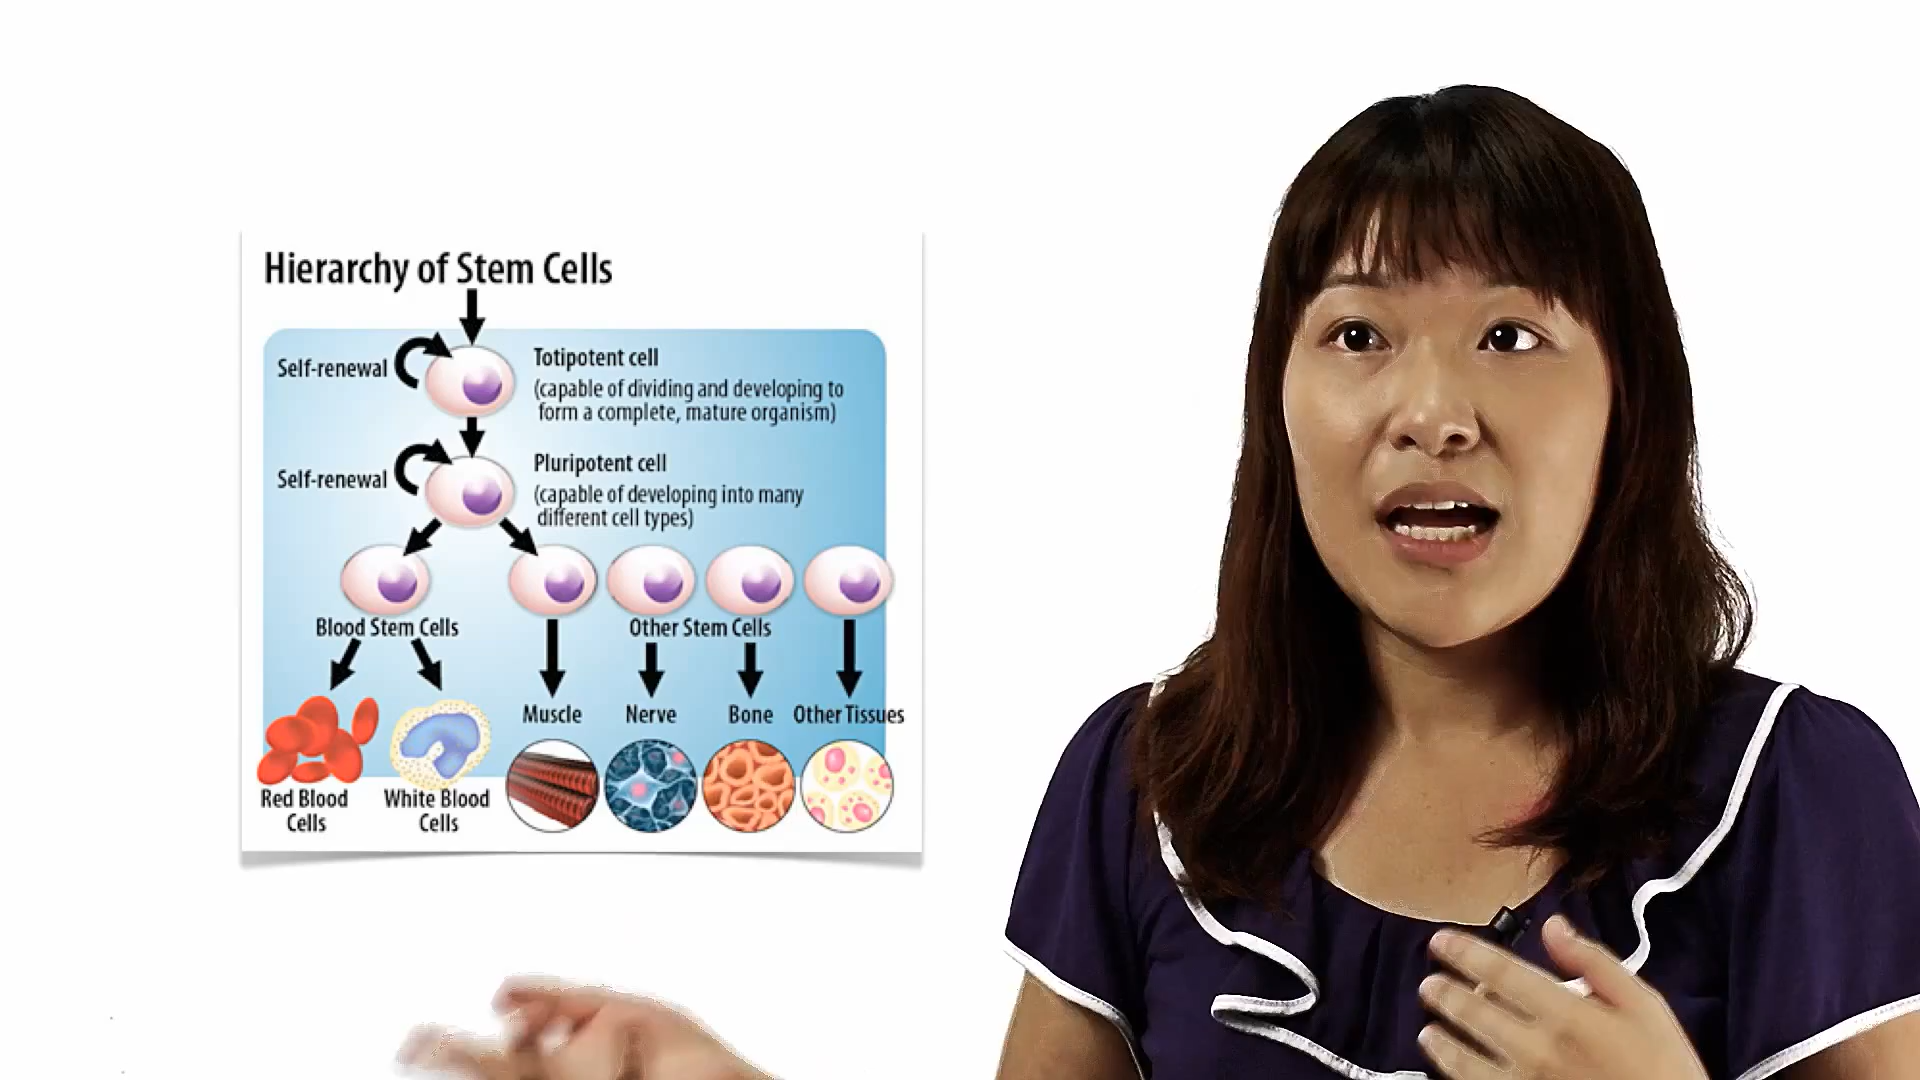 Hierarchy of Stem Cells
Self-renewal
Totipotent cell
(capable of dividing and developing to
form a complete, mature organism)
Self-renewal
Pluripotent cell
(capable of developing into many
different cell types)
Blood Stem Cells
Other Stem Cells
Muscle
Nerve
Bone
Other Tissues
Red Blood
Cells
White Blood
Cells